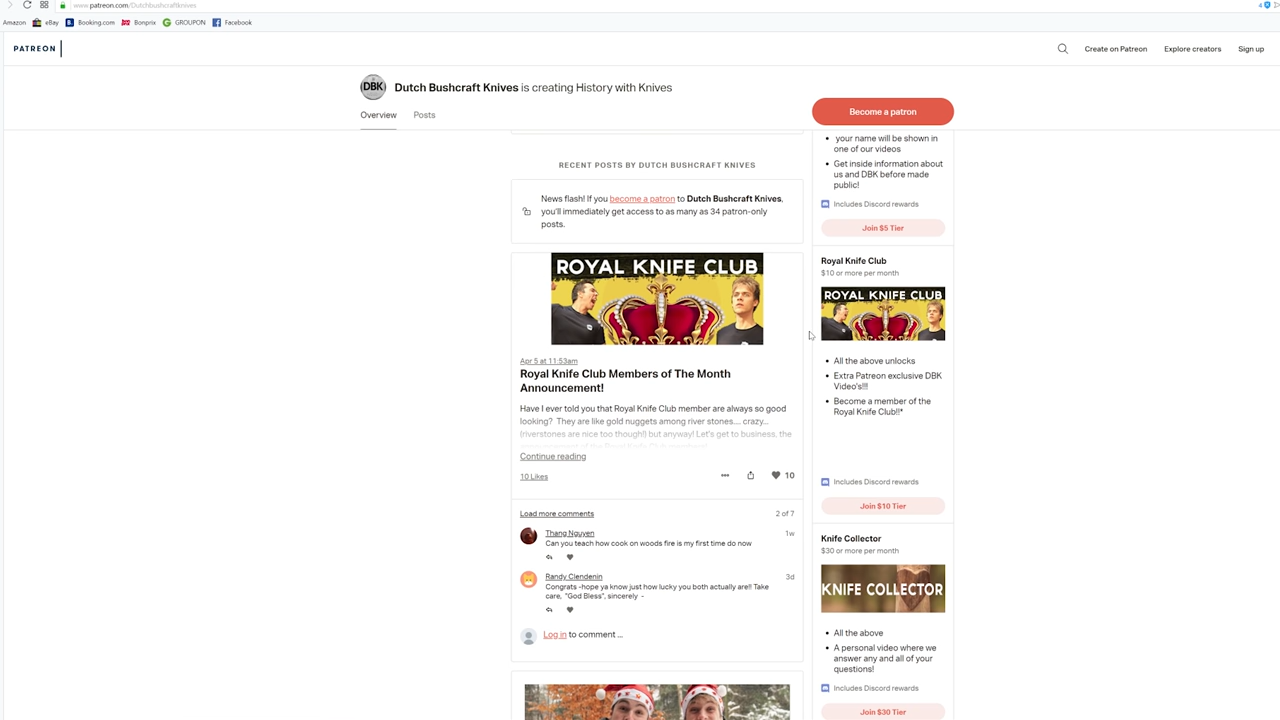 www.patreon.com/Dutchbushcraftknives
4
Amazon
eBay
Booking.com
Bonprix
GROUPON
Facebook
PATREON
Create on Patreon
Explore creators
Sign up
DBK
Dutch Bushcraft Knives is creating History with Knives
Overview
Posts
Become a patron
RECENT POSTS BY DUTCH BUSHCRAFT KNIVES
News flash! If you become a patron to Dutch Bushcraft Knives,
you'll immediately get access to as many as 34 patron-only
posts.
ROYAL KNIFE CLUB
Apr 5 at 11:53am
Royal Knife Club Members of The Month
Announcement!
Have I ever told you that Royal Knife Club member are always so good
looking? They are like gold nuggets among river stones.... crazy...
(riverstones are nice too though!) but anyway! Let's get to business, the
Continue reading
10 Likes
10
Load more comments
2 of 7
Thang Nguyen
1w
Can you teach how cook on woods fire is my first time do now
Randy Clendenin
3d
Congrats -hope ya know just how lucky you both actually are!! Take
care, "God Bless", sincerely -
Log in to comment ...
your name will be shown in
one of our videos
Get inside information about
us and DBK before made
public!
Includes Discord rewards
Join $5 Tier
Royal Knife Club
$10 or more per month
ROYAL KNIFE CLUB
All the above unlocks
Extra Patreon exclusive DBK
Video's!!!
Become a member of the
Royal Knife Club!!*
Includes Discord rewards
Join $10 Tier
Knife Collector
$30 or more per month
KNIFE COLLECTOR
All the above
A personal video where we
answer any and all of your
questions!
Includes Discord rewards
Join $30 Tier